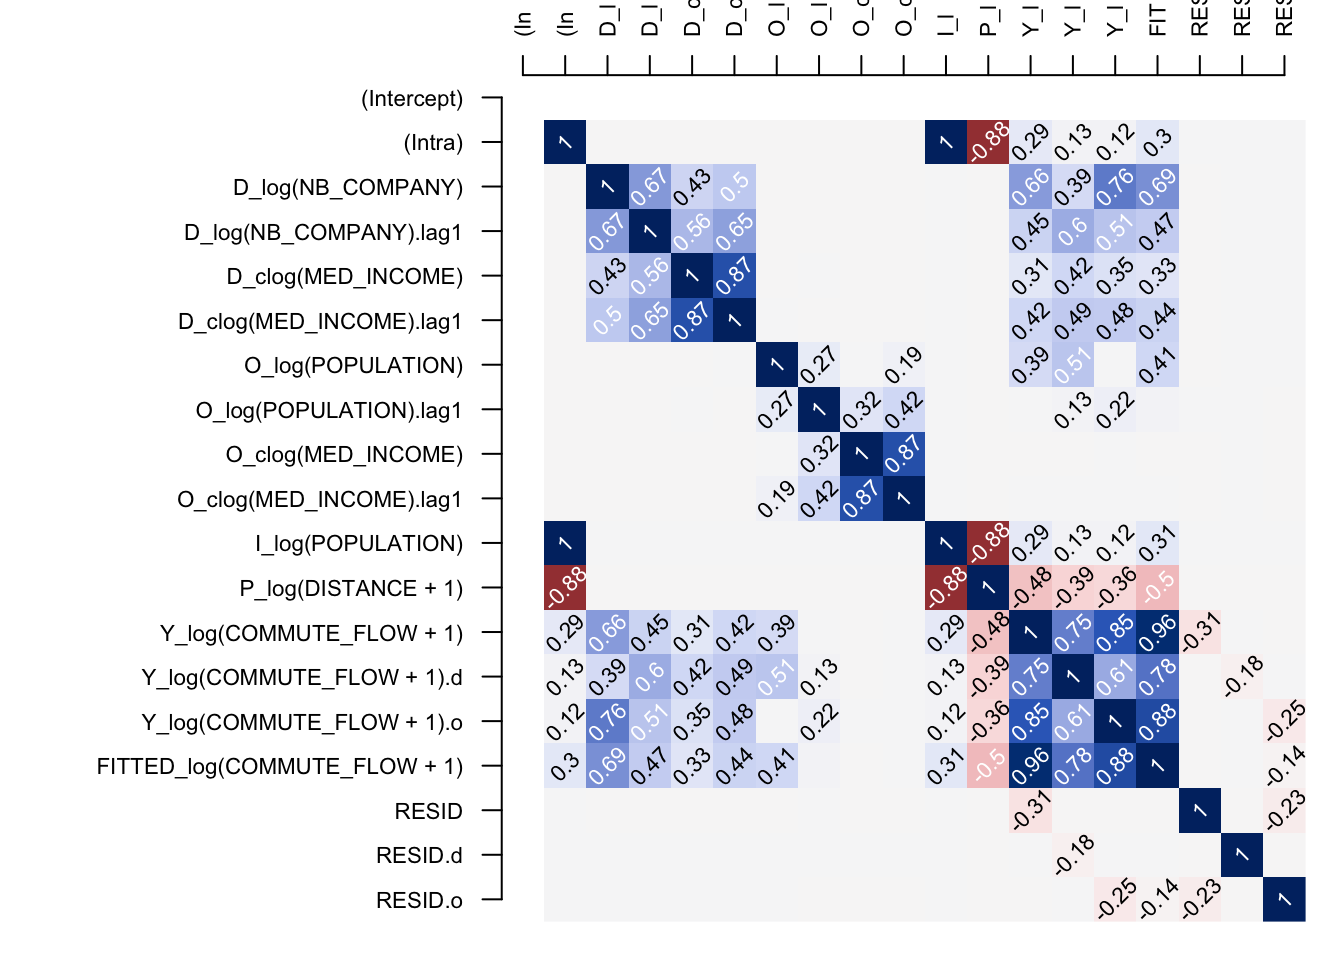 (In (In D_l D_l D_c D_c O_l O_l O_c O_c I_l P_l Y_l Y_l Y_l FIT RES RES RES
(Intercept)
(Intra) 1 1 -0.88 0.29 0.13 0.12 0.3
D_log(NB_COMPANY) 1 0.67 0.43 0.5 0.66 0.39 0.76 0.69
D_log(NB_COMPANY).lag1 0.67 1 0.56 0.65 0.45 0.6 0.51 0.47
D_clog(MED_INCOME) 0.43 0.56 1 0.87 0.31 0.42 0.35 0.33
D_clog(MED_INCOME).lag1 0.5 0.65 0.87 1 0.42 0.49 0.48 0.44
O_log(POPULATION) 1 0.27 0.19 0.39 0.51 0.41
O_log(POPULATION).lag1 0.27 1 0.32 0.42 0.13 0.22
O_clog(MED_INCOME) 0.32 1 0.87
O_clog(MED_INCOME).lag1 0.19 0.42 0.87 1
I_log(POPULATION) 1 1 -0.88 0.29 0.13 0.12 0.31
P_log(DISTANCE + 1) -0.88 -0.88 1 -0.48 -0.39 -0.36 -0.5
Y_log(COMMUTE_FLOW + 1) 0.29 0.66 0.45 0.31 0.42 0.39 0.29 -0.48 1 0.75 0.85 0.96 -0.31
Y_log(COMMUTE_FLOW + 1).d 0.13 0.39 0.6 0.42 0.49 0.51 0.13 0.13 -0.39 0.75 1 0.61 0.78 -0.18
Y_log(COMMUTE_FLOW + 1).o 0.12 0.76 0.51 0.35 0.48 0.22 0.12 -0.36 0.85 0.61 1 0.88 -0.25
FITTED_log(COMMUTE_FLOW + 1) 0.3 0.69 0.47 0.33 0.44 0.41 0.31 -0.5 0.96 0.78 0.88 1 -0.14
RESID -0.31 1 -0.23
RESID.d -0.18 1
RESID.o -0.25 -0.14 -0.23 1